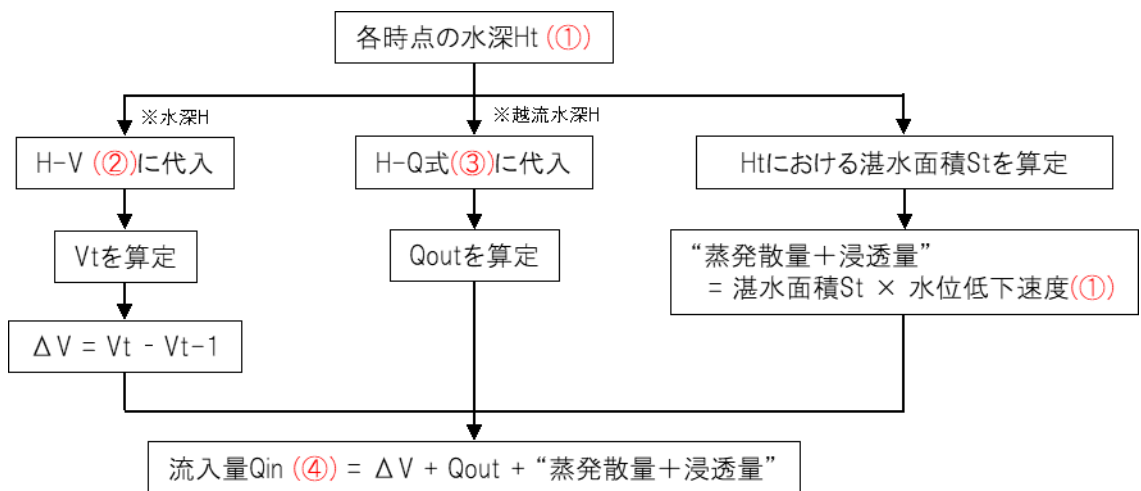 各時点の水深Ht (①)
※水深H
※越流水深H
H-V (②)に代入
H-Q式(③)に代入
Htにおける湛水面積Stを算定
Vtを算定
Qoutを算定
“蒸発散量＋浸透量”
= 湛水面積St × 水位低下速度(①)
ΔV = Vt - Vt-1
流入量Qin (④) = ΔV + Qout + “蒸発散量＋浸透量”